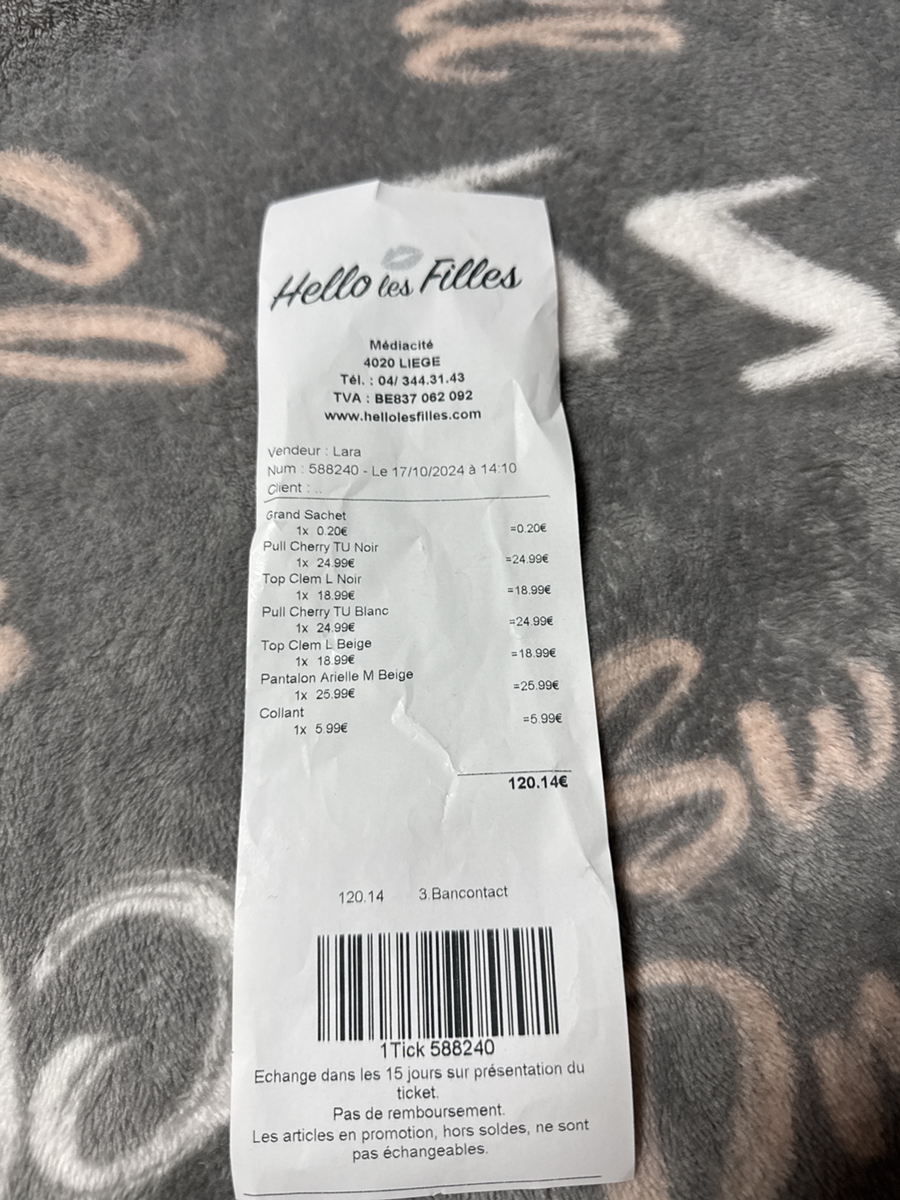 Hello les Filles
Médiacité
4020 LIEGE
Tél. : 04/ 344.31.43
TVA : BE837 062 092
www.hellolesfilles.com
Vendeur : Lara
Num : 588240 - Le 17/10/2024 à 14:10
Client : ..
Grand Sachet
1x 0.20€ =0.20€
Pull Cherry TU Noir
1x 24.99€ =24.99€
Top Clem L Noir
1x 18.99€ =18.99€
Pull Cherry TU Blanc
1x 24.99€ =24.99€
Top Clem L Beige
1x 18.99€ =18.99€
Pantalon Arielle M Beige
1x 25.99€ =25.99€
Collant
1x 5.99€ =5.99€
120.14€
120.14 3.Bancontact
1Tick 588240
Echange dans les 15 jours sur présentation du
ticket.
Pas de remboursement.
Les articles en promotion, hors soldes, ne sont
pas échangeables.